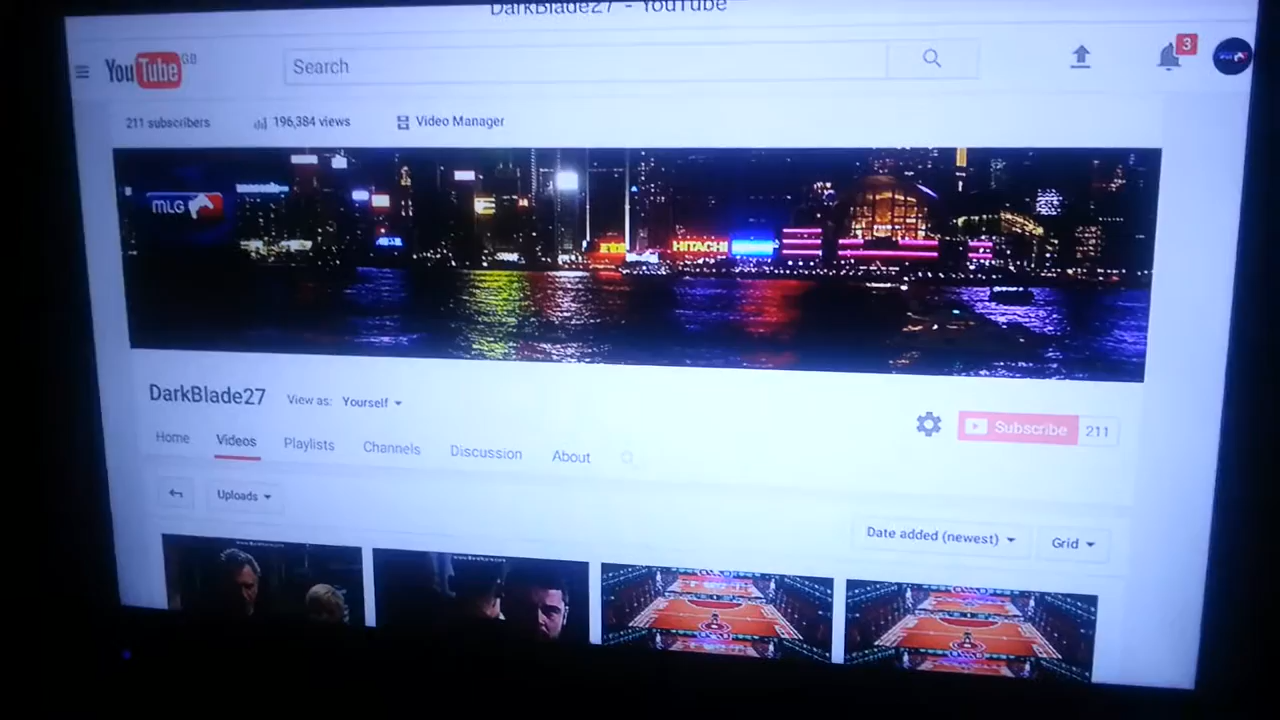 DarkBlade27 - YouTube
YouTube GB
Search
3
211 subscribers
196,384 views
Video Manager
MLG
HITACHI
DarkBlade27
View as: Yourself
Subscribe 211
Home
Videos
Playlists
Channels
Discussion
About
Uploads
Date added (newest)
Grid